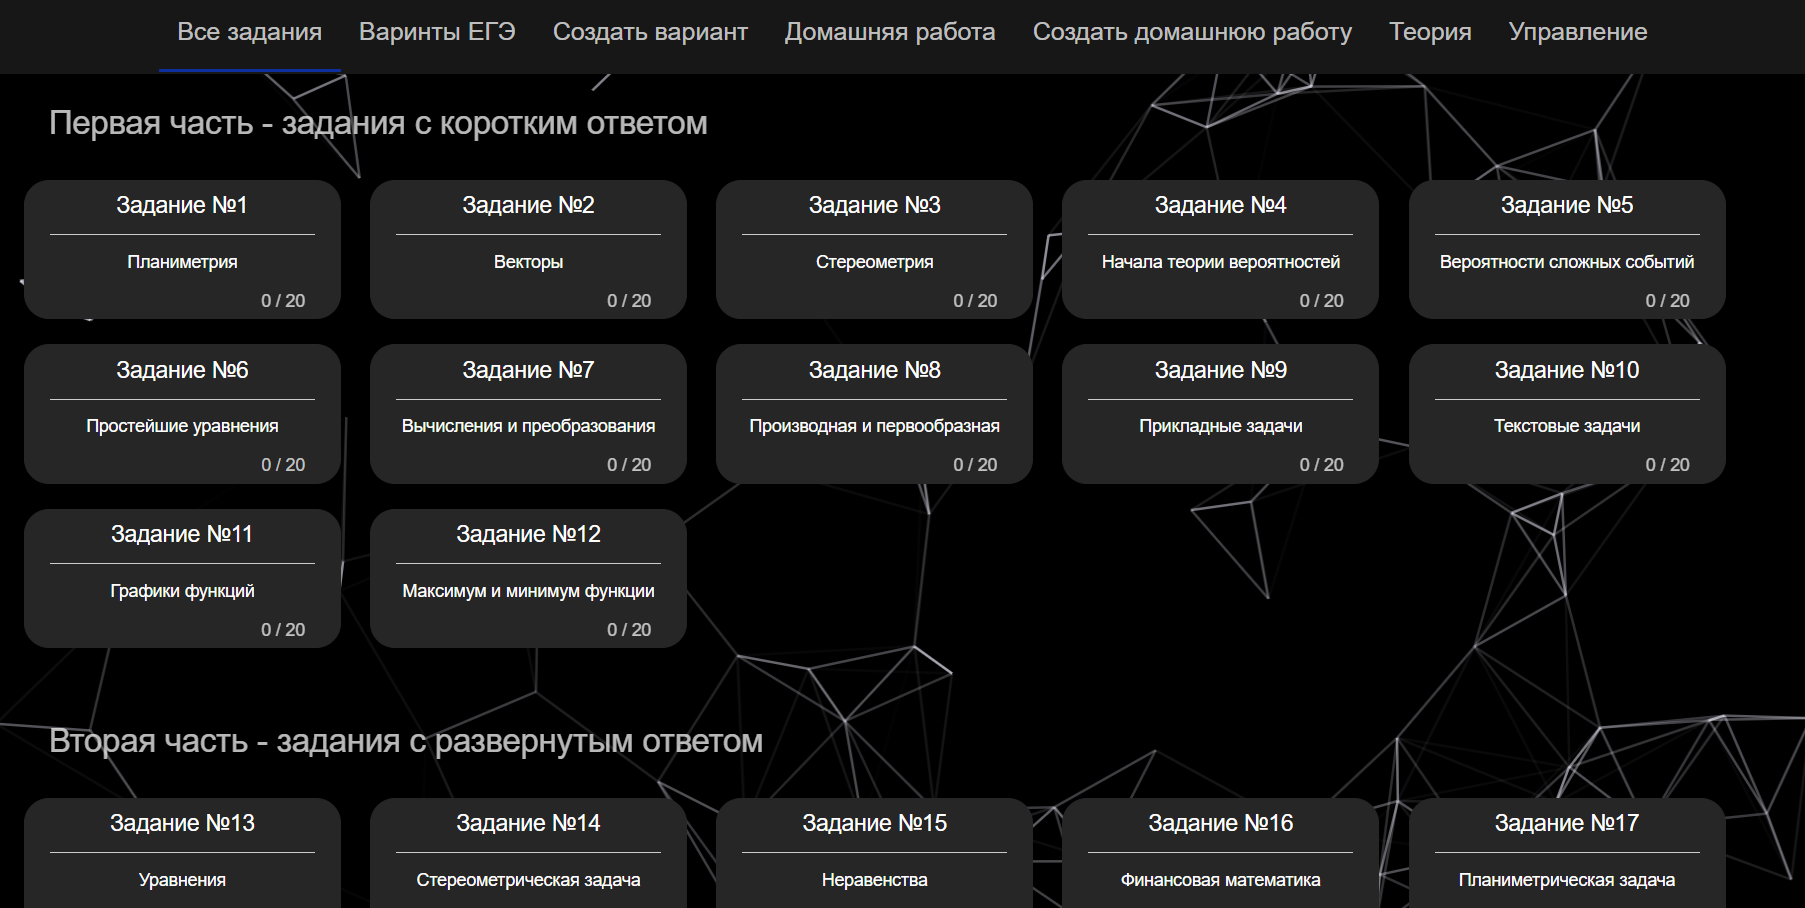 Все задания Варинты ЕГЭ Создать вариант Домашняя работа Создать домашнюю работу Теория Управление
Первая часть - задания с коротким ответом
Задание №1 Задание №2 Задание №3 Задание №4 Задание №5
Планиметрия Векторы Стереометрия Начала теории вероятностей Вероятности сложных событий
0 / 20 0 / 20 0 / 20 0 / 20 0 / 20
Задание №6 Задание №7 Задание №8 Задание №9 Задание №10
Простейшие уравнения Вычисления и преобразования Производная и первообразная Прикладные задачи Текстовые задачи
0 / 20 0 / 20 0 / 20 0 / 20 0 / 20
Задание №11 Задание №12
Графики функций Максимум и минимум функции
0 / 20 0 / 20
Вторая часть - задания с развернутым ответом
Задание №13 Задание №14 Задание №15 Задание №16 Задание №17
Уравнения Стереометрическая задача Неравенства Финансовая математика Планиметрическая задача